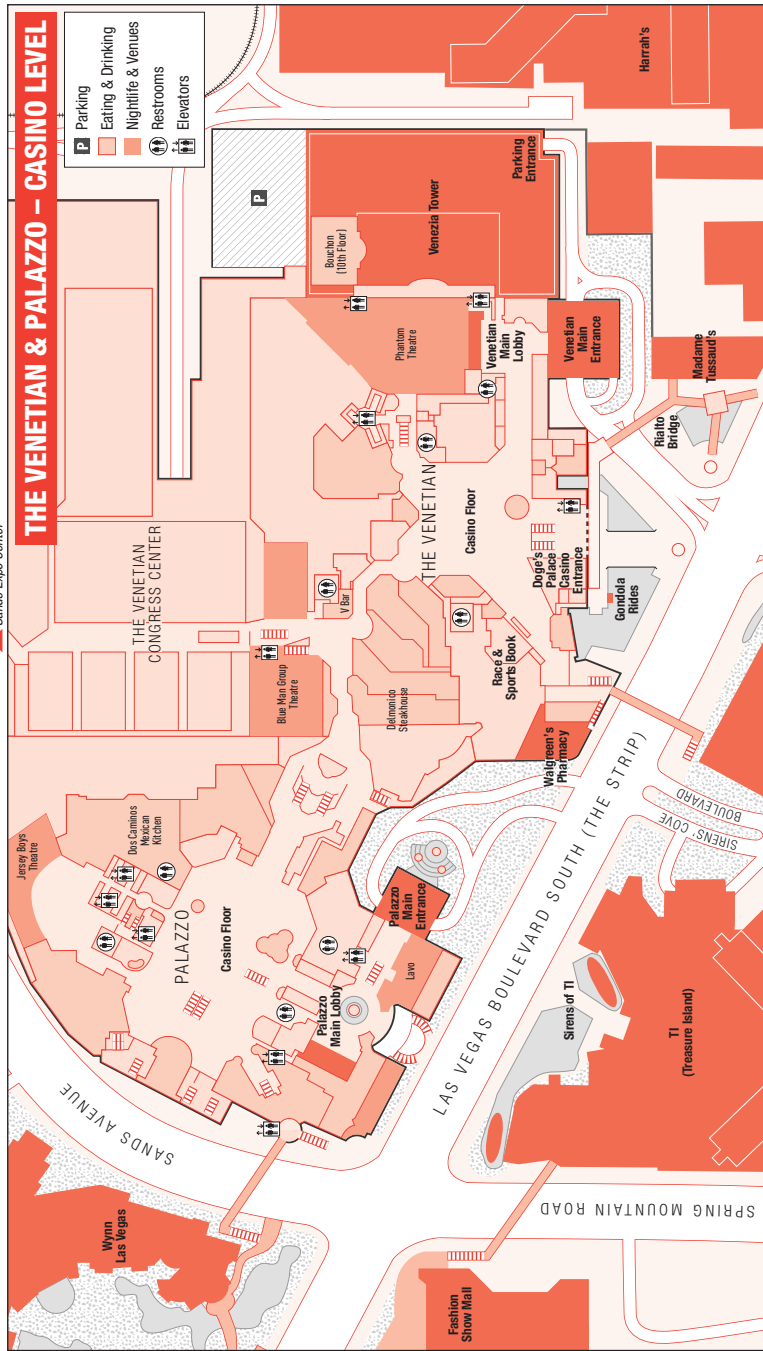 THE VENETIAN & PALAZZO – CASINO LEVEL
P Parking
Eating & Drinking
Nightlife & Venues
Restrooms
Elevators
Sands Expo Center
THE VENETIAN
CONGRESS CENTER
Jersey Boys
Theatre
Dos Caminos
Mexican
Kitchen
Blue Man Group
Theatre
V Bar
Phantom
Theatre
Bouchon
(10th Floor)
P
Venezia Tower
Parking
Entrance
Harrah's
PALAZZO
Casino Floor
Delmonico
Steakhouse
THE VENETIAN
Casino Floor
Venetian
Main
Lobby
Venetian
Main
Entrance
Madame
Tussaud's
Rialto
Bridge
SANDS AVENUE
Wynn
Las Vegas
Palazzo
Main Lobby
Lavo
Palazzo
Main
Entrance
Race &
Sports Book
Walgreen's
Pharmacy
Doge's
Palace
Casino
Entrance
Gondola
Rides
LAS VEGAS BOULEVARD SOUTH (THE STRIP)
SIRENS' COVE
BOULEVARD
Sirens of TI
TI
(Treasure Island)
SPRING MOUNTAIN ROAD
Fashion
Show Mall